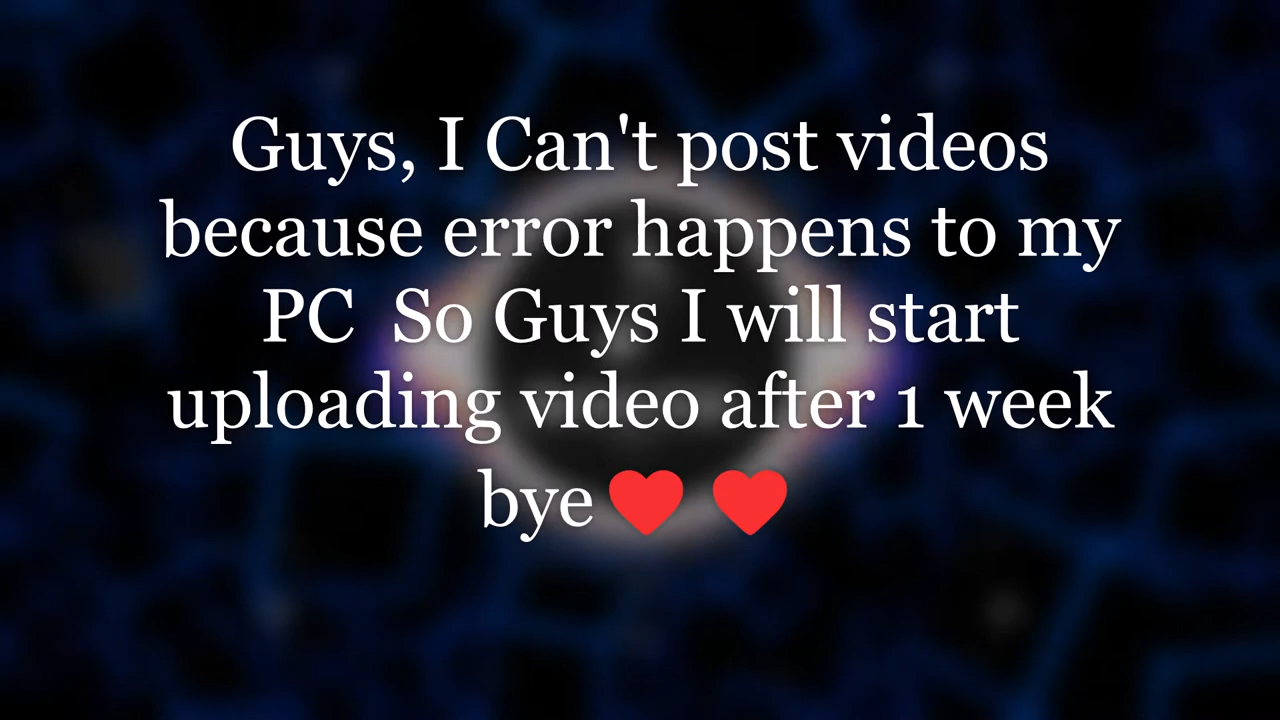 Guys, I Can't post videos
because error happens to my
PC  So Guys I will start
uploading video after 1 week
bye ♥️ ♥️